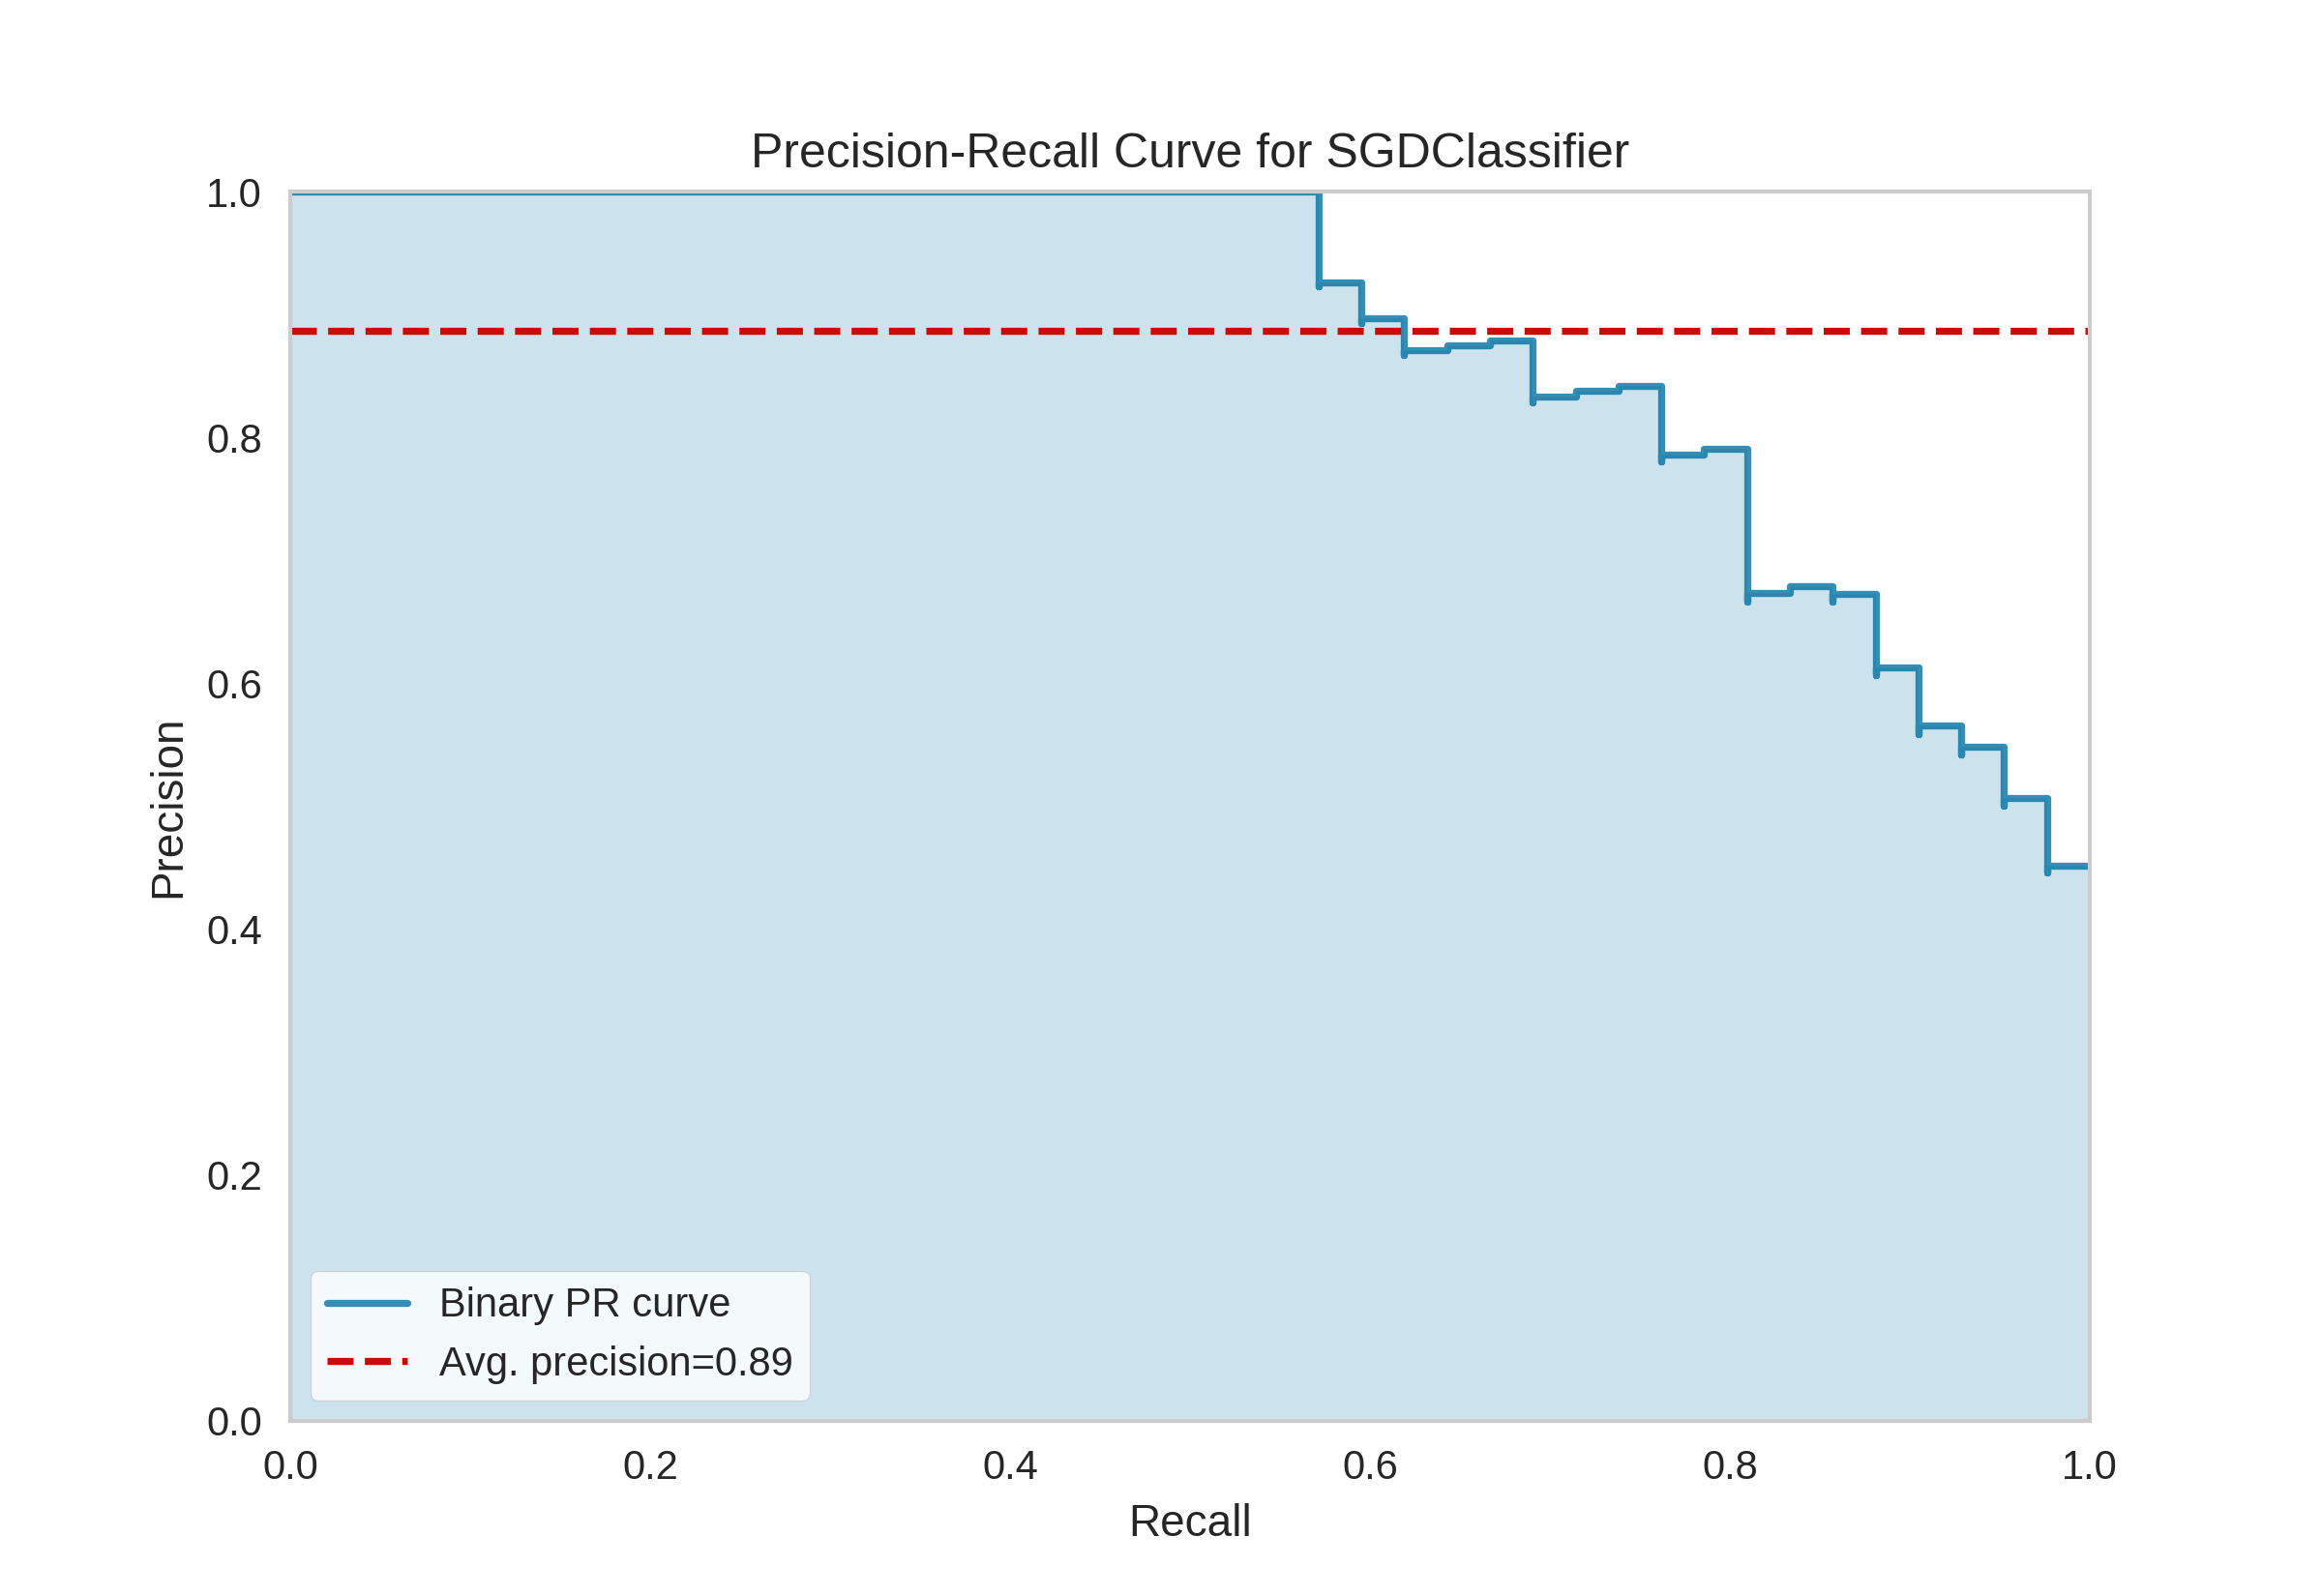 Precision-Recall Curve for SGDClassifier
1.0
0.8
0.6
0.4
0.2
0.0
Precision
Binary PR curve
Avg. precision=0.89
0.0 0.2 0.4 0.6 0.8 1.0
Recall